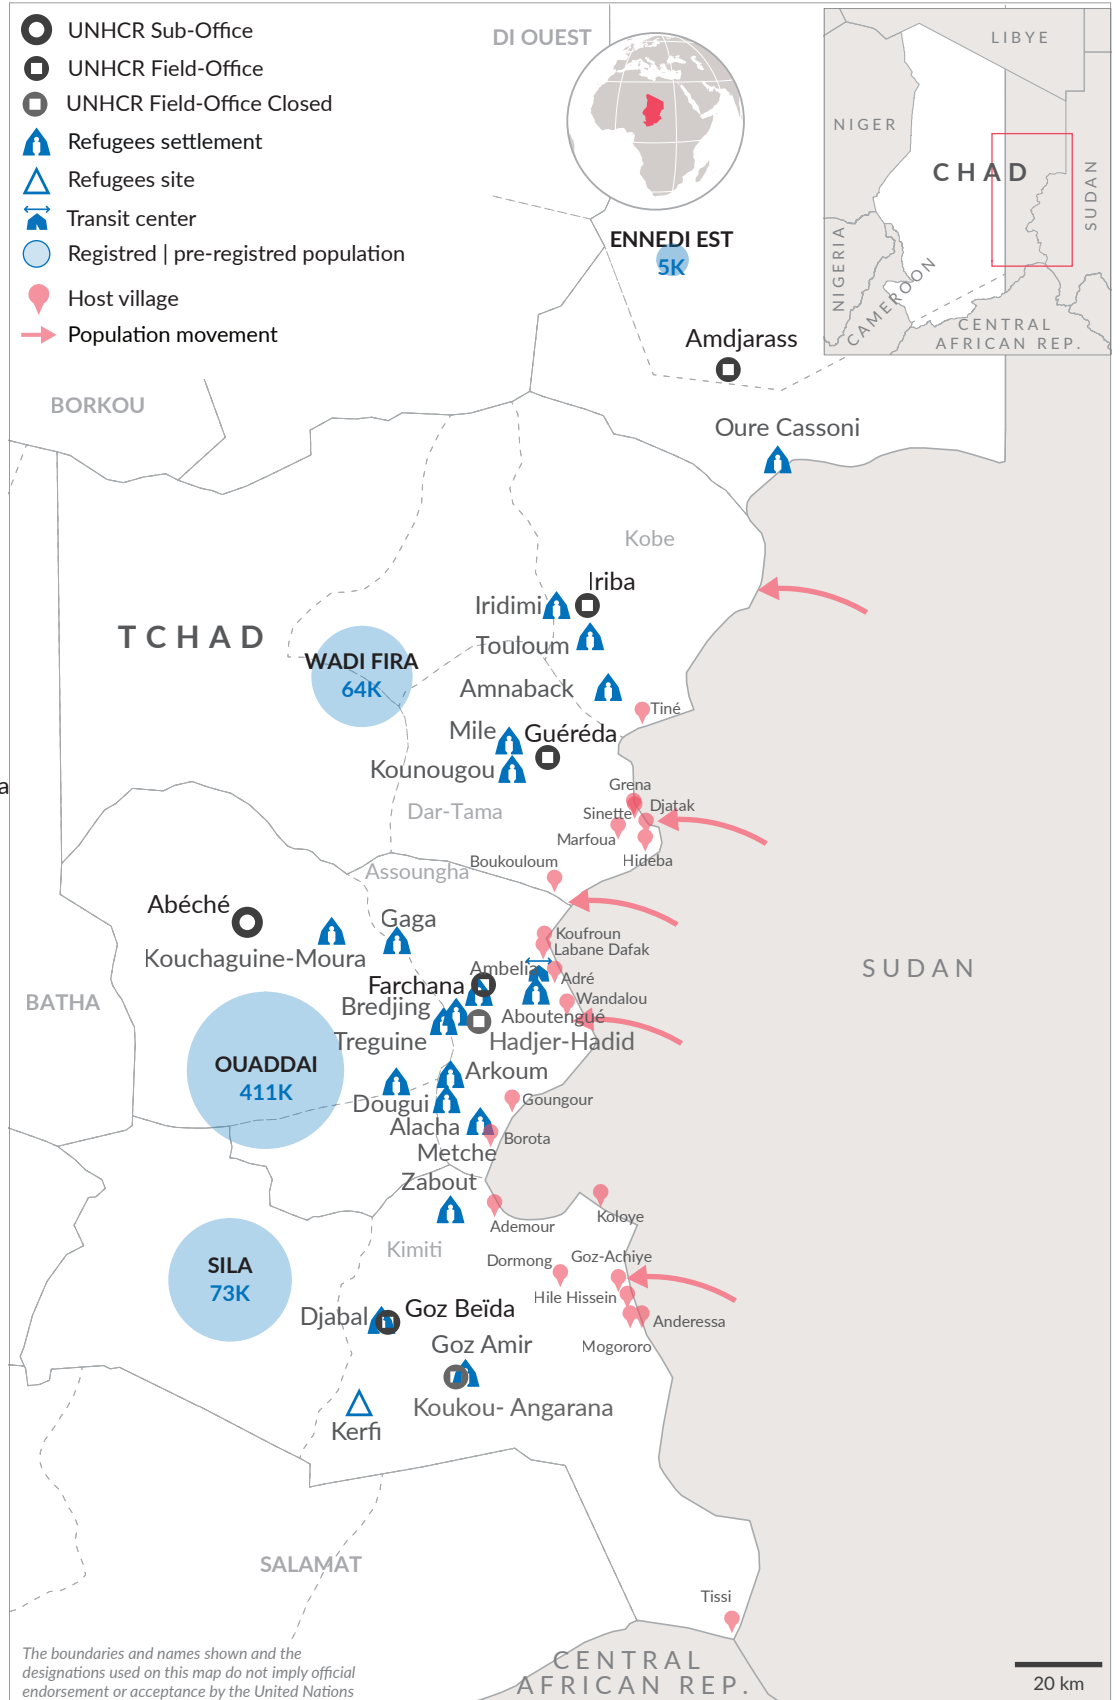 UNHCR Sub-Office
UNHCR Field-Office
UNHCR Field-Office Closed
Refugees settlement
Refugees site
Transit center
Registred | pre-registred population
Host village
Population movement
DI OUEST
LIBYE
NIGER
CHAD
SUDAN
NIGERIA
CAMEROON
CENTRAL
AFRICAN REP.
ENNEDI EST
5K
Amdjarass
BORKOU
Oure Cassoni
Kobe
Iriba
Iridimi
TCHAD
Touloum
WADI FIRA
64K
Amnaback
Tiné
Mile
Guéréda
Kounougou
a
Grena
Djatak
Sinette
Dar-Tama
Marfoua
Hideba
Boukouloum
Assoungha
Abéché
Gaga
Koufroun
Labane Dafak
Kouchaguine-Moura
Ambelia
SUDAN
Adré
Farchana
BATHA
Wandalou
Bredjing
Aboutengué
Treguine
Hadjer-Hadid
OUADDAI
411K
Arkoum
Dougui
Goungour
Alacha
Borota
Metche
Zabout
Koloye
Ademour
Kimiti
Dormong
Goz-Achiye
SILA
73K
Hile Hissein
Djabal
Goz Beïda
Anderessa
Goz Amir
Mogororo
Koukou- Angarana
Kerfi
SALAMAT
Tissi
The boundaries and names shown and the
designations used on this map do not imply official
endorsement or acceptance by the United Nations
CENTRAL
AFRICAN REP.
20 km